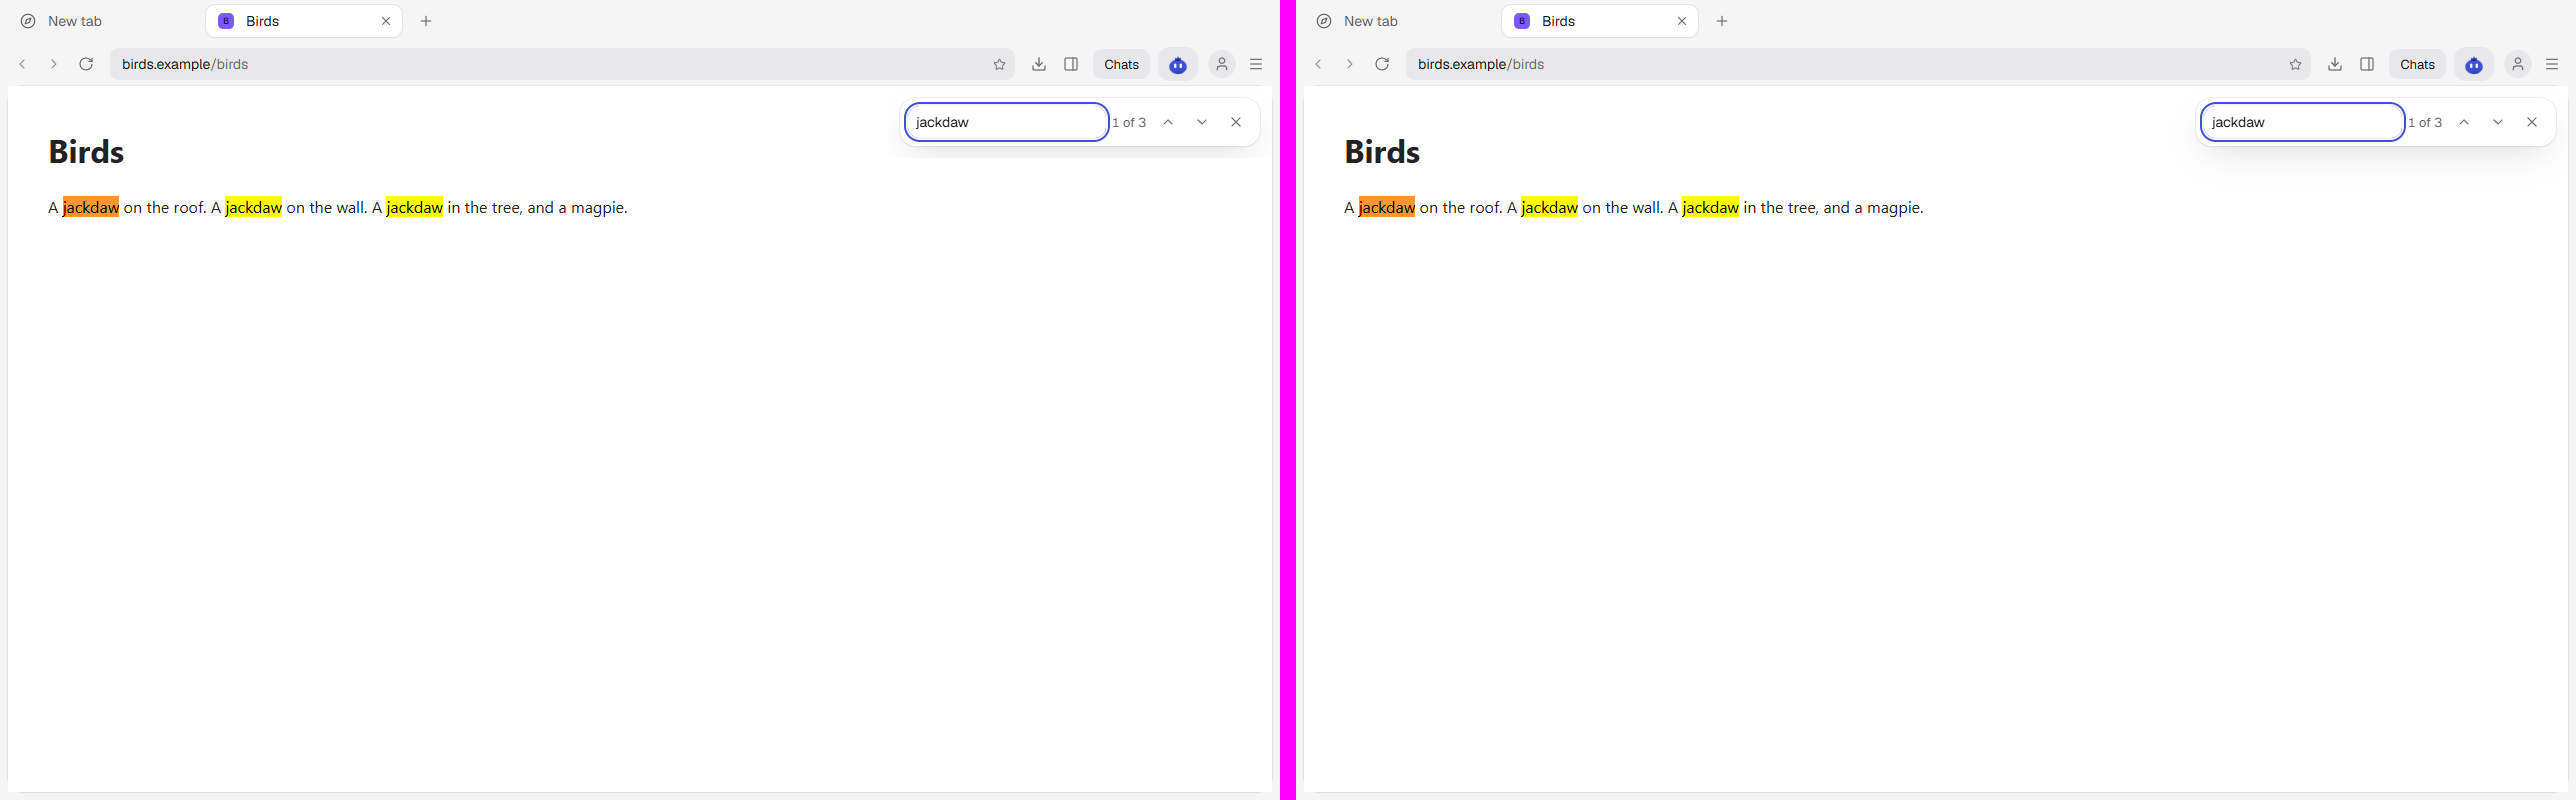 New tab
B Birds
birds.example/birds
Chats
jackdaw 1 of 3
Birds
A jackdaw on the roof. A jackdaw on the wall. A jackdaw in the tree, and a magpie.
New tab
B Birds
birds.example/birds
Chats
jackdaw 1 of 3
Birds
A jackdaw on the roof. A jackdaw on the wall. A jackdaw in the tree, and a magpie.